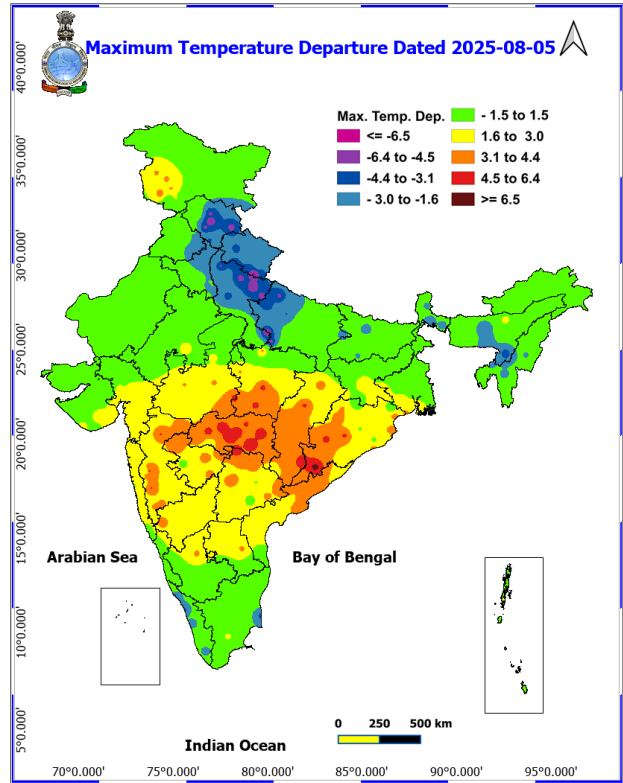 Maximum Temperature Departure Dated 2025-08-05
40°0.000'
Max. Temp. Dep.
<= -6.5
-6.4 to -4.5
-4.4 to -3.1
- 3.0 to -1.6
- 1.5 to 1.5
1.6 to 3.0
3.1 to 4.4
4.5 to 6.4
>= 6.5
35°0.000'
30°0.000'
25°0.000'
20°0.000'
15°0.000'
Arabian Sea
Bay of Bengal
10°0.000'
5°0.000'
0 250 500 km
Indian Ocean
70°0.000' 75°0.000' 80°0.000' 85°0.000' 90°0.000' 95°0.000'